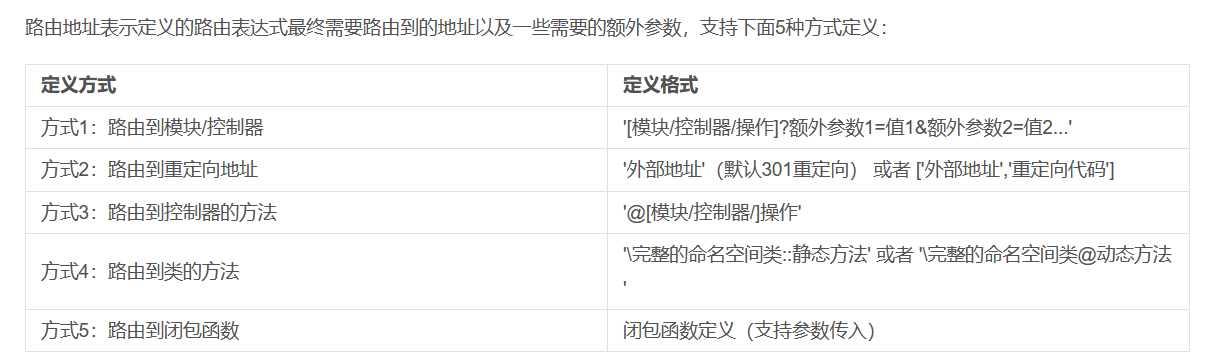 路由地址表示定义的路由表达式最终需要路由到的地址以及一些需要的额外参数，支持下面5种方式定义：
定义方式 定义格式
方式1：路由到模块/控制器 '[模块/控制器/操作]?额外参数1=值1&额外参数2=值2...'
方式2：路由到重定向地址 '外部地址'（默认301重定向） 或者 ['外部地址','重定向代码']
方式3：路由到控制器的方法 '@[模块/控制器/]操作'
方式4：路由到类的方法 '\完整的命名空间类::静态方法' 或者 '\完整的命名空间类@动态方法
'
方式5：路由到闭包函数 闭包函数定义（支持参数传入）